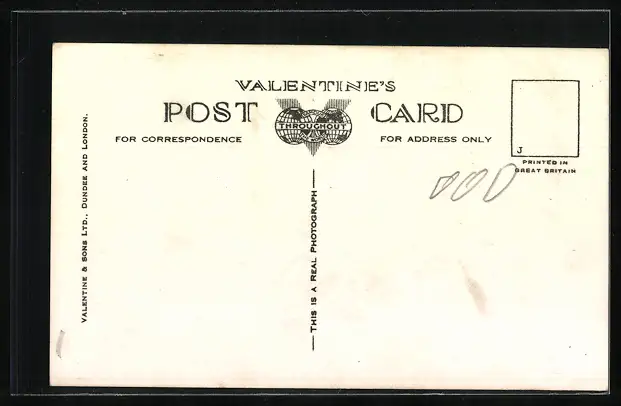 VALENTINE'S
POST CARD
THROUGHOUT
FOR CORRESPONDENCE
FOR ADDRESS ONLY
J
PRINTED IN
GREAT BRITAIN
VALENTINE & SONS LTD., DUNDEE AND LONDON.
THIS IS A REAL PHOTOGRAPH